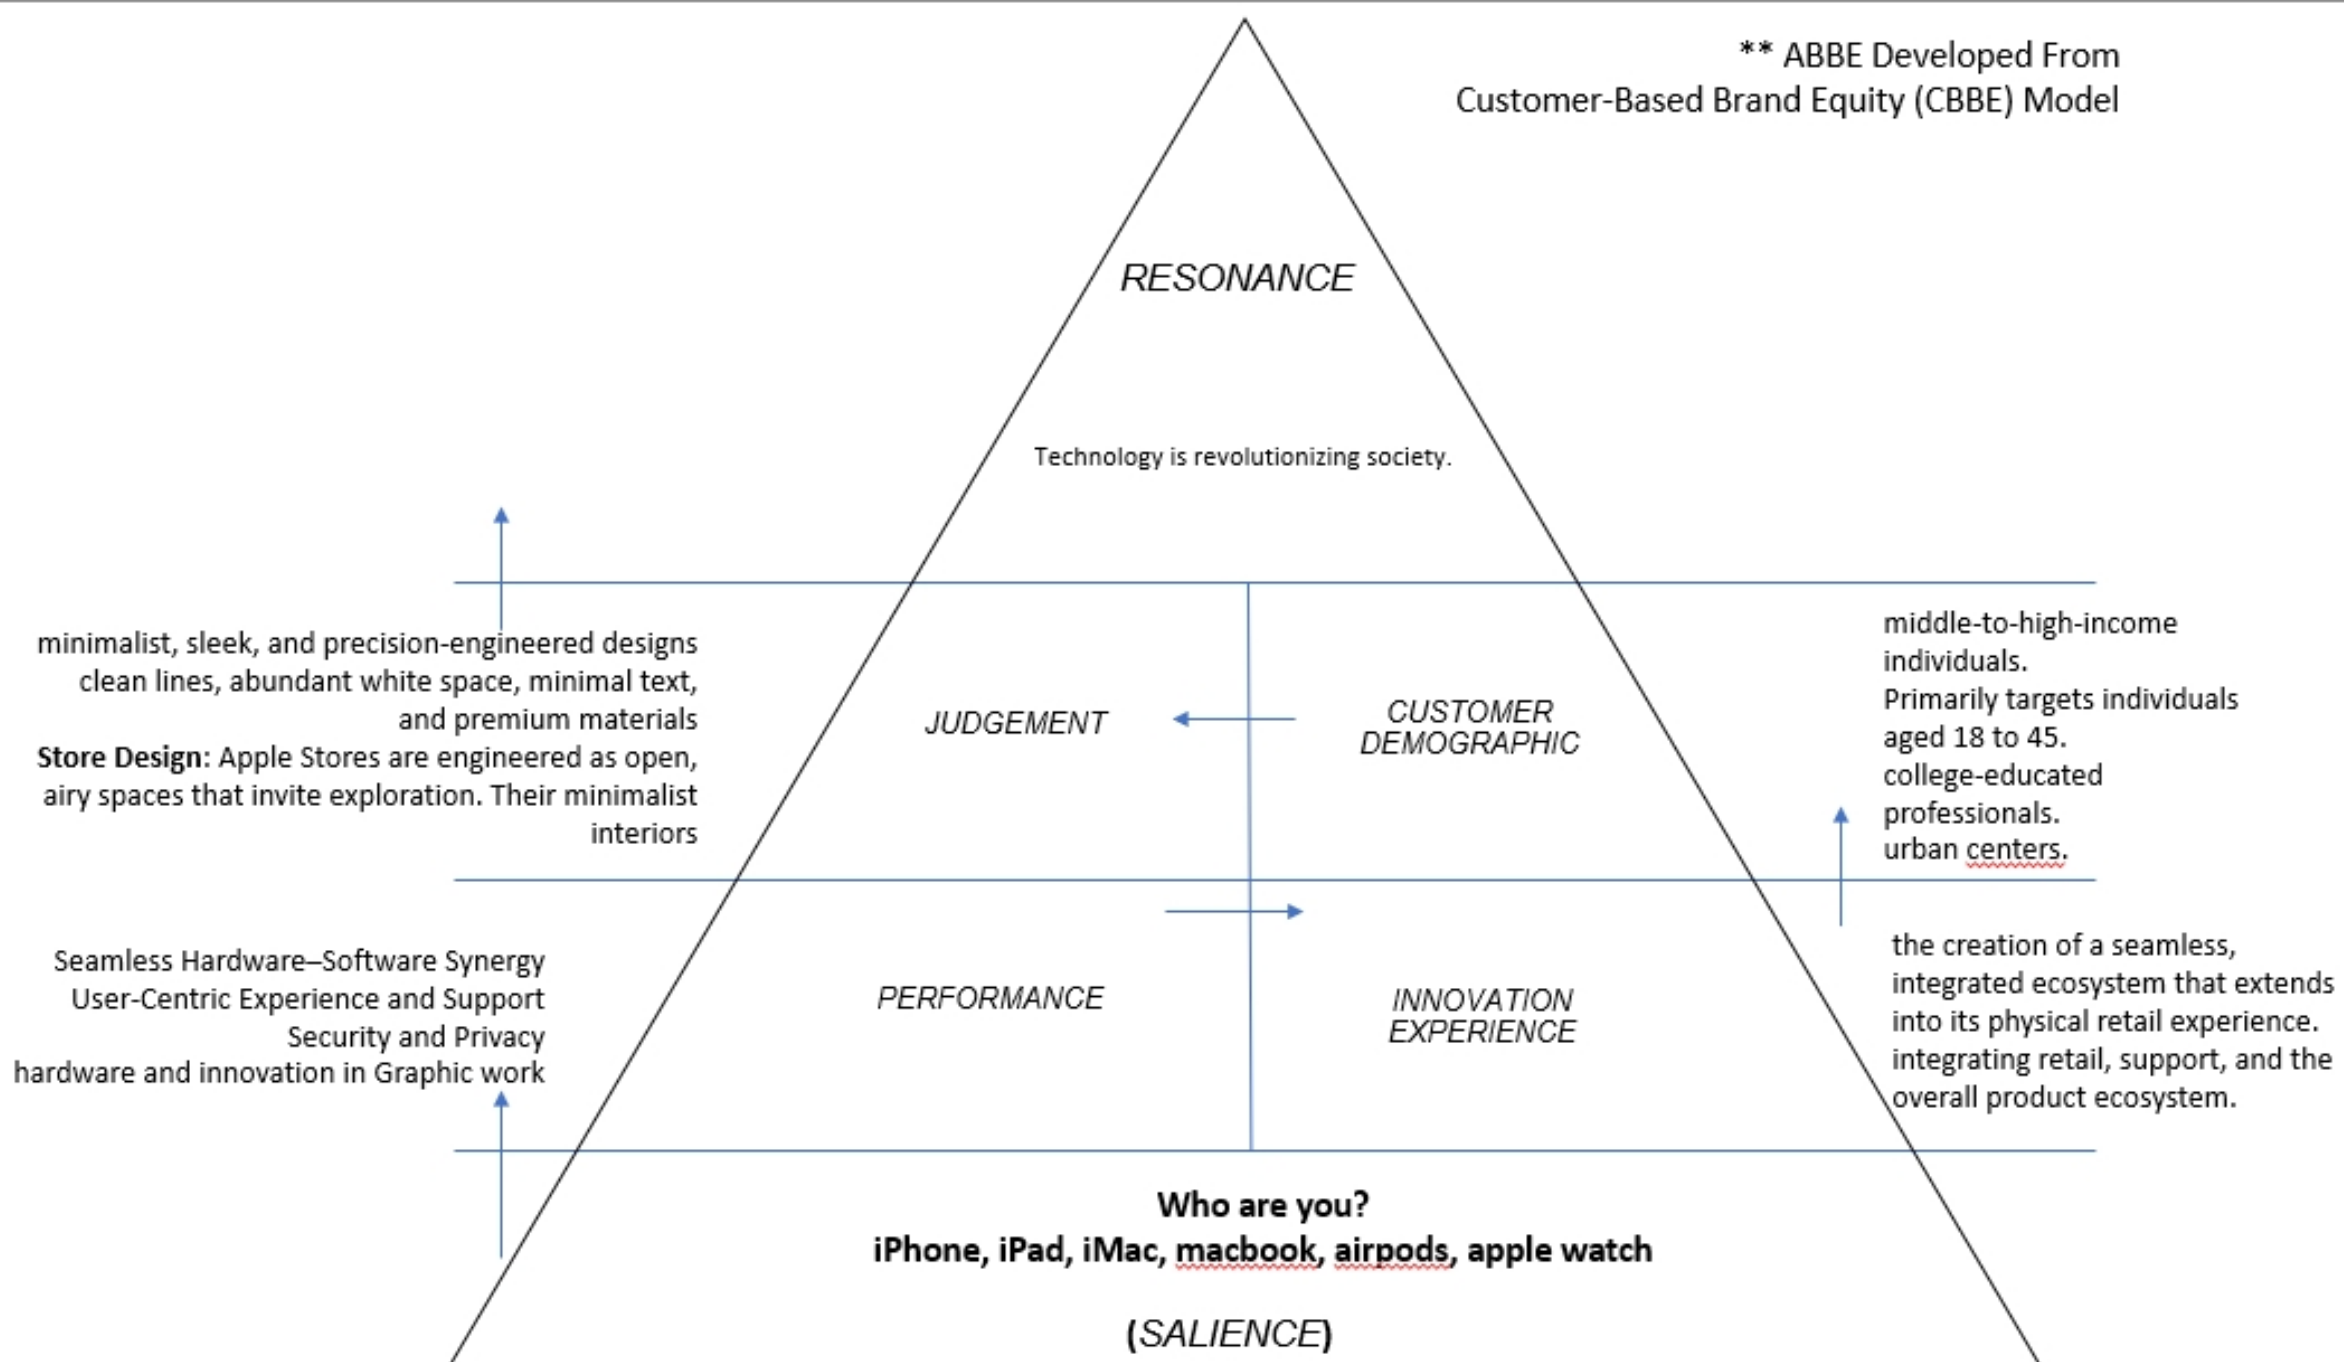 ** ABBE Developed From
Customer-Based Brand Equity (CBBE) Model
RESONANCE
Technology is revolutionizing society.
minimalist, sleek, and precision-engineered designs
clean lines, abundant white space, minimal text,
and premium materials
Store Design: Apple Stores are engineered as open,
airy spaces that invite exploration. Their minimalist
interiors
JUDGEMENT
CUSTOMER
DEMOGRAPHIC
middle-to-high-income
individuals.
Primarily targets individuals
aged 18 to 45.
college-educated
professionals.
urban centers.
Seamless Hardware–Software Synergy
User-Centric Experience and Support
Security and Privacy
hardware and innovation in Graphic work
PERFORMANCE
INNOVATION
EXPERIENCE
the creation of a seamless,
integrated ecosystem that extends
into its physical retail experience.
integrating retail, support, and the
overall product ecosystem.
Who are you?
iPhone, iPad, iMac, macbook, airpods, apple watch
(SALIENCE)